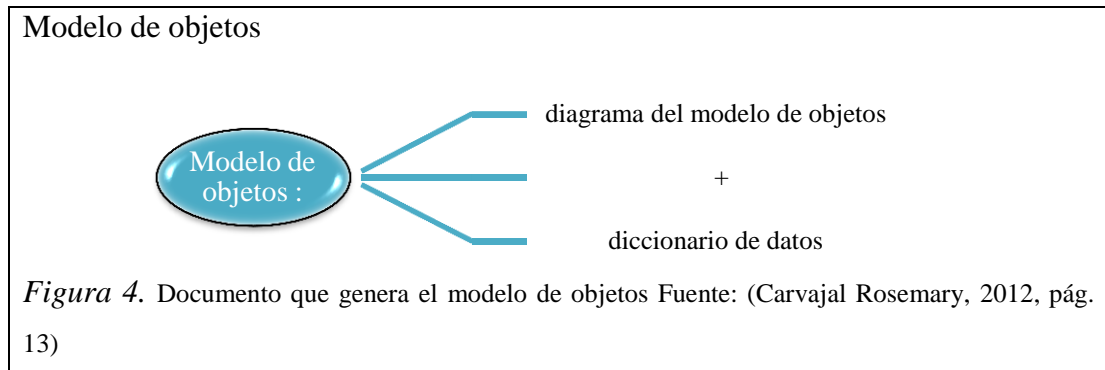 Modelo de objetos
diagrama del modelo de objetos
Modelo de
objetos :
+
diccionario de datos
Figura 4. Documento que genera el modelo de objetos Fuente: (Carvajal Rosemary, 2012, pág.
13)